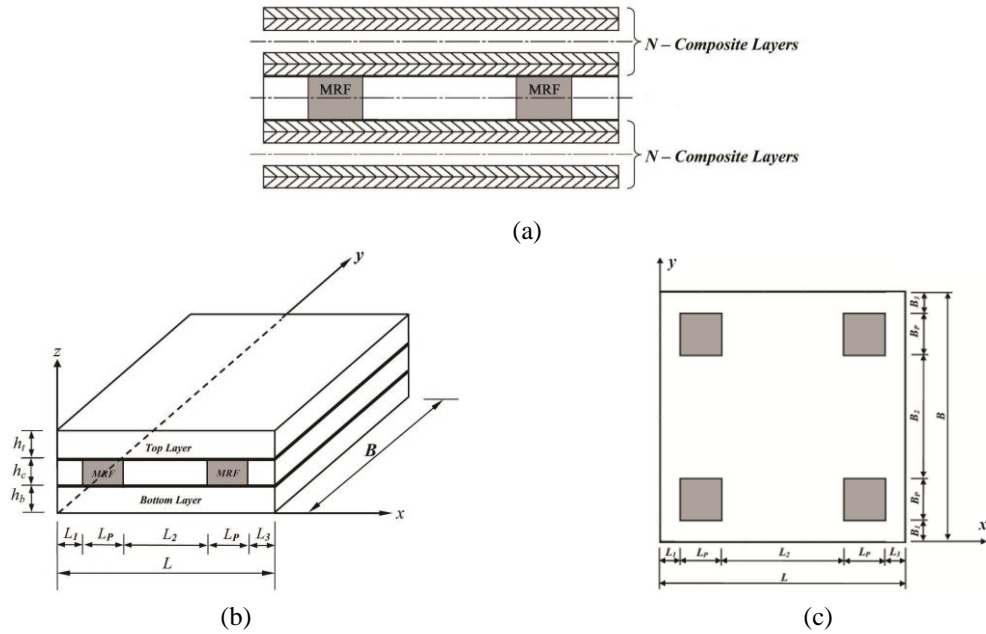 N – Composite Layers
MRF MRF
N – Composite Layers
(a)
y
z
h_t
Top Layer
h_c
MRF MRF
B
h_b
Bottom Layer
x
L_1 L_P L_2 L_P L_3
L
(b)
y
B_3
B_P
B_2
B
B_P
B_1
x
L_1 L_P L_2 L_P L_3
L
(c)